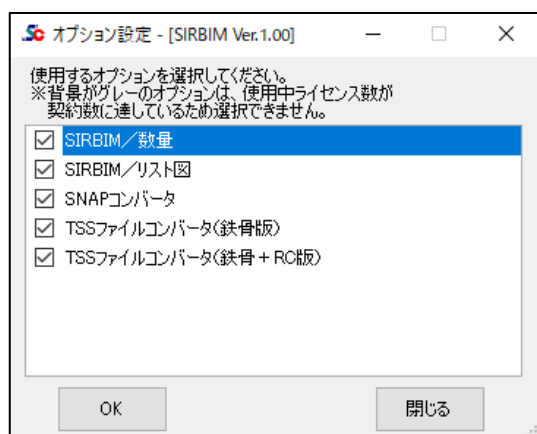 Sc オプション設定 - [SIRBIM Ver.1.00]
使用するオプションを選択してください。
※背景がグレーのオプションは、使用中ライセンス数が
契約数に達しているため選択できません。
SIRBIM／数量
SIRBIM／リスト図
SNAPコンバータ
TSSファイルコンバータ(鉄骨版)
TSSファイルコンバータ(鉄骨＋RC版)
OK
閉じる